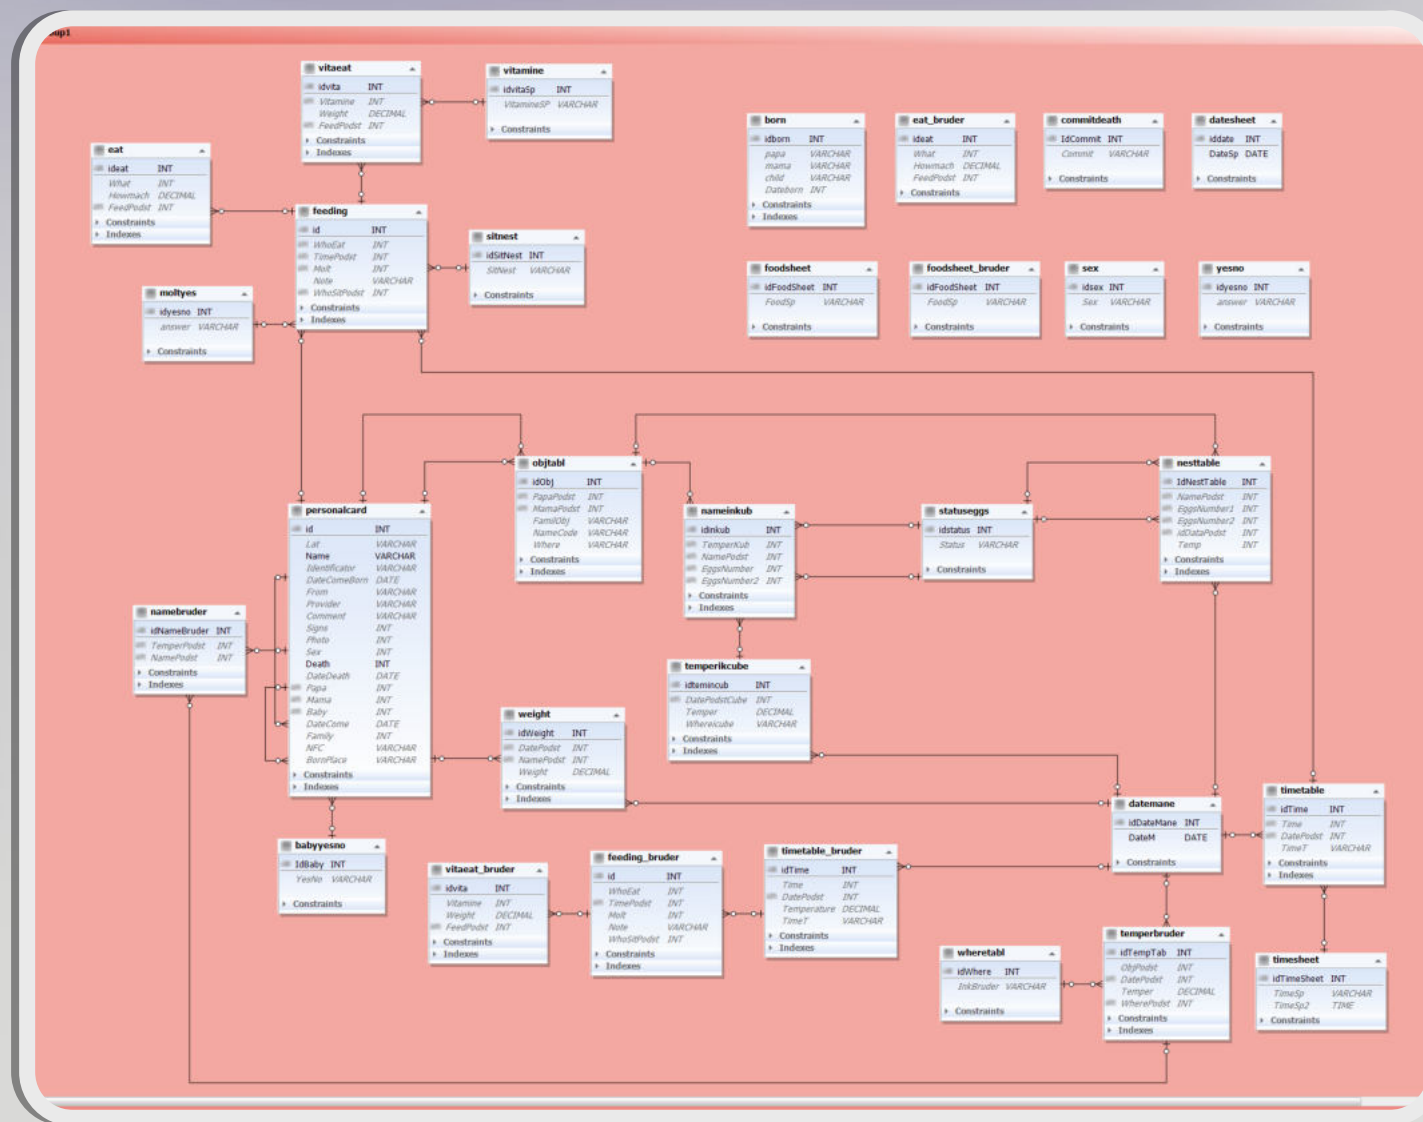 oup1
vitaeat
idvita INT
Vitamine INT
Weight DECIMAL
FeedPodst INT
Constraints
Indexes
vitamine
idvitaSp INT
VitamineSP VARCHAR
Constraints
eat
ideat INT
What INT
Howmach DECIMAL
FeedPodst INT
Constraints
Indexes
born
idborn INT
papa VARCHAR
mama VARCHAR
child VARCHAR
Dateborn INT
Constraints
Indexes
eat_bruder
ideat INT
What INT
Howmach DECIMAL
FeedPodst INT
Constraints
commitdeath
IdCommit INT
Commit VARCHAR
Constraints
datesheet
iddate INT
DateSp DATE
Constraints
feeding
id INT
WhoEat INT
TimePodst INT
Molt INT
Note VARCHAR
WhoSitPodst INT
Constraints
Indexes
sitnest
idSitNest INT
SitNest VARCHAR
Constraints
moltyes
idyesno INT
answer VARCHAR
Constraints
foodsheet
idFoodSheet INT
FoodSp VARCHAR
Constraints
foodsheet_bruder
idFoodSheet INT
FoodSp VARCHAR
Constraints
sex
idsex INT
Sex VARCHAR
Constraints
yesno
idyesno INT
answer VARCHAR
Constraints
objtabl
idObj INT
PapaPodst INT
MamaPodst INT
FamilObj VARCHAR
NameCode VARCHAR
Where VARCHAR
Constraints
Indexes
nesttable
IdNestTable INT
NamePodst INT
EggsNumber1 INT
EggsNumber2 INT
idDataPodst INT
Temp INT
Constraints
Indexes
personalcard
id INT
Lat VARCHAR
Name VARCHAR
Identificator VARCHAR
DateComeBorn DATE
From VARCHAR
Provider VARCHAR
Comment VARCHAR
Signs INT
Photo INT
Sex INT
Death INT
DateDeath DATE
Papa INT
Mama INT
Baby INT
DateCome DATE
Family INT
NFC VARCHAR
BornPlace VARCHAR
Constraints
Indexes
nameinkub
idinkub INT
TemperKub INT
NamePodst INT
EggsNumber INT
EggsNumber2 INT
Constraints
Indexes
statuseggs
idstatus INT
Status VARCHAR
Constraints
namebruder
idNameBruder INT
TemperPodst INT
NamePodst INT
Constraints
Indexes
temperikcube
idtemincub INT
DatePodstCube INT
Temper DECIMAL
Whereicube VARCHAR
Constraints
Indexes
weight
idWeight INT
DatePodst INT
NamePodst INT
Weight DECIMAL
Constraints
Indexes
datemane
idDateMane INT
DateM DATE
Constraints
timetable
idTime INT
Time INT
DatePodst INT
TimeT VARCHAR
Constraints
Indexes
babyyesno
IdBaby INT
YesNo VARCHAR
Constraints
vitaeat_bruder
idvita INT
Vitamine INT
Weight DECIMAL
FeedPodst INT
Constraints
Indexes
feeding_bruder
id INT
WhoEat INT
TimePodst INT
Molt INT
Note VARCHAR
WhoSitPodst INT
Constraints
Indexes
timetable_bruder
idTime INT
Time INT
DatePodst INT
Temperature DECIMAL
TimeT VARCHAR
Constraints
Indexes
wheretabl
idWhere INT
InkBruder VARCHAR
Constraints
temperbruder
idTempTab INT
ObjPodst INT
DatePodst INT
Temper DECIMAL
WherePodst INT
Constraints
Indexes
timesheet
idTimeSheet INT
TimeSp VARCHAR
TimeSp2 TIME
Constraints